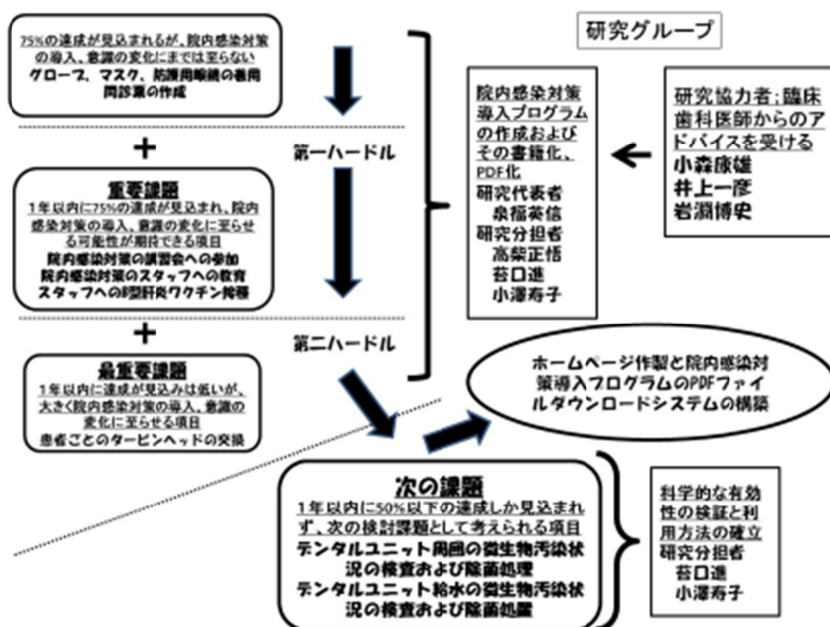 75%の達成が見込まれるが、院内感染対策
の導入、意識の変化にまでは至らない
グローブ、マスク、防護用眼鏡の着用
問診票の作成
+
第一ハードル
重要課題
1年以内に75%の達成が見込まれ、院内
感染対策の導入、意識の変化に至らせ
る可能性が期待できる項目
院内感染対策の講習会への参加
院内感染対策のスタッフへの教育
スタッフへのB型肝炎ワクチン接種
+
第二ハードル
最重要課題
1年以内に達成が見込みは低いが、
大きく院内感染対策の導入、意識の
変化に至らせる項目
患者ごとのタービンヘッドの交換
研究グループ
院内感染対策
導入プログラム
の作成および
その書籍化、
PDF化
研究代表者
泉福英信
研究分担者
高柴正悟
苔口進
小澤寿子
研究協力者;臨床
歯科医師からのア
ドバイスを受ける
小森康雄
井上一彦
岩淵博史
ホームページ作製と院内感染対
策導入プログラムのPDFファイ
ルダウンロードシステムの構築
次の課題
1年以内に50%以下の達成しか見込まれ
ず、次の検討課題として考えられる項目
デンタルユニット周囲の微生物汚染状
況の検査および除菌処理
デンタルユニット給水の微生物汚染状
況の検査および除菌処置
科学的な有効
性の検証と利
用方法の確立
研究分担者
苔口進
小澤寿子